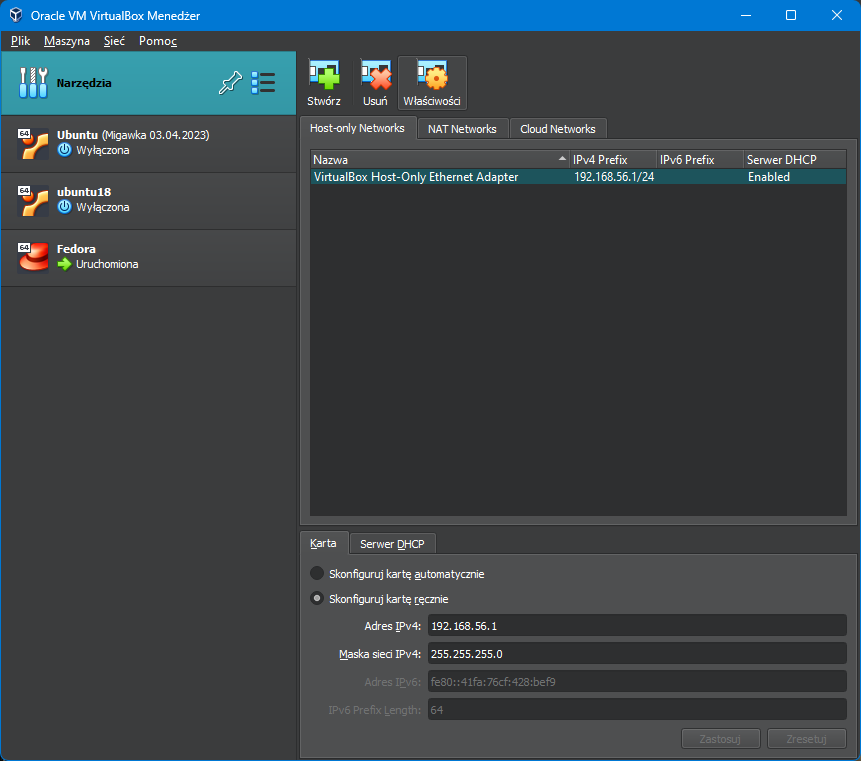 Oracle VM VirtualBox Menedżer
Plik Maszyna Sieć Pomoc
Narzędzia
64 Ubuntu (Migawka 03.04.2023)
Wyłączona
64 ubuntu18
Wyłączona
64 Fedora
Uruchomiona
Stwórz Usuń Właściwości
Host-only Networks NAT Networks Cloud Networks
Nazwa IPv4 Prefix IPv6 Prefix Serwer DHCP
VirtualBox Host-Only Ethernet Adapter 192.168.56.1/24 Enabled
Karta Serwer DHCP
Skonfiguruj kartę automatycznie
Skonfiguruj kartę ręcznie
Adres IPv4: 192.168.56.1
Maska sieci IPv4: 255.255.255.0
Adres IPv6: fe80::41fa:76cf:428:bef9
IPv6 Prefix Length: 64
Zastosuj Zresetuj